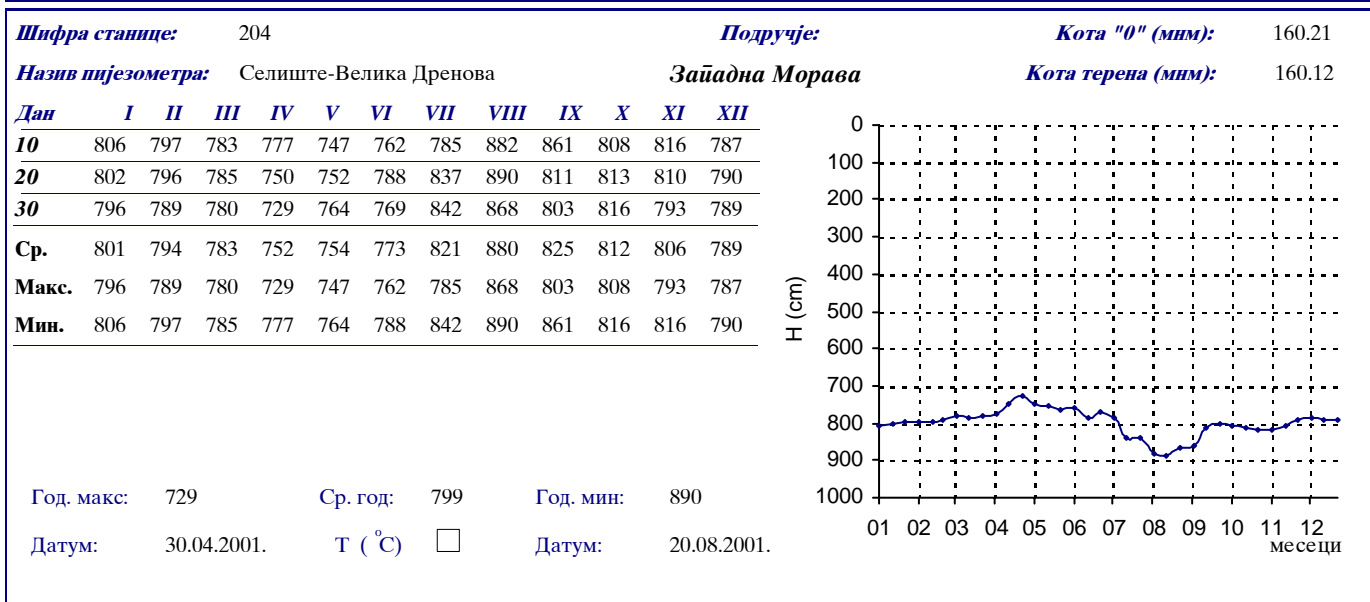 Шифра станице: 204 Подручје: Кота "0" (мнм): 160.21
Назив пијезометра: Селиште-Велика Дренова Западна Морава Кота терена (мнм): 160.12
Дан I II III IV V VI VII VIII IX X XI XII
10 806 797 783 777 747 762 785 882 861 808 816 787
20 802 796 785 750 752 788 837 890 811 813 810 790
30 796 789 780 729 764 769 842 868 803 816 793 789
Ср. 801 794 783 752 754 773 821 880 825 812 806 789
Макс. 796 789 780 729 747 762 785 868 803 808 793 787
Мин. 806 797 785 777 764 788 842 890 861 816 816 790
0
100
200
300
400
500
600
700
800
900
1000
H (cm)
01 02 03 04 05 06 07 08 09 10 11 12
месеци
Год. макс: 729 Ср. год: 799 Год. мин: 890
Датум: 30.04.2001. Т ( °C) Датум: 20.08.2001.